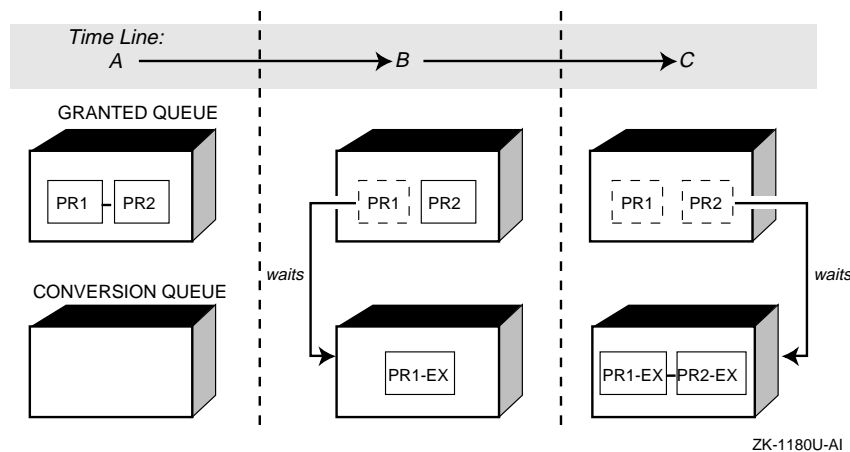 Time Line:
A B C
GRANTED QUEUE
PR1 PR2 PR1 PR2 PR1 PR2
waits waits
CONVERSION QUEUE
PR1-EX PR1-EX PR2-EX
ZK-1180U-AI